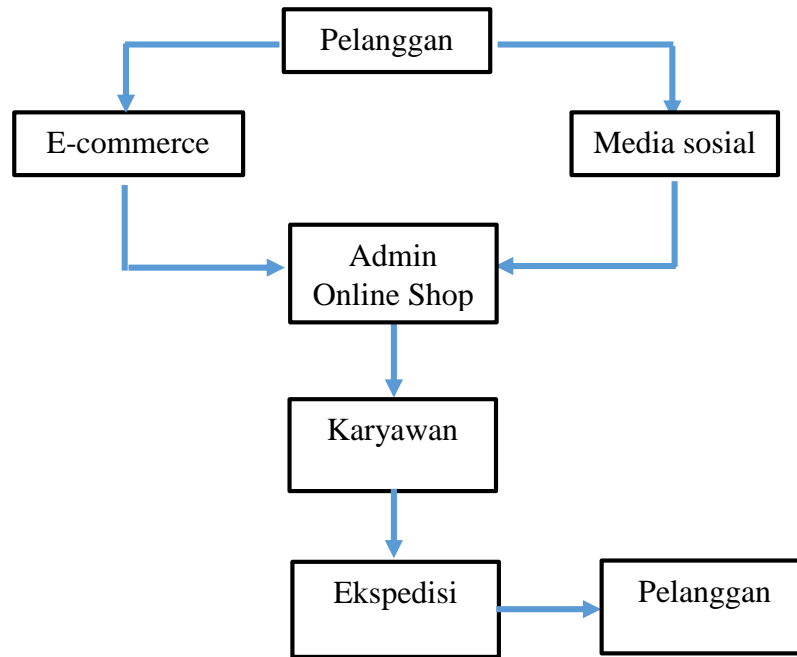 Pelanggan
E-commerce
Media sosial
Admin
Online Shop
Karyawan
Ekspedisi
Pelanggan